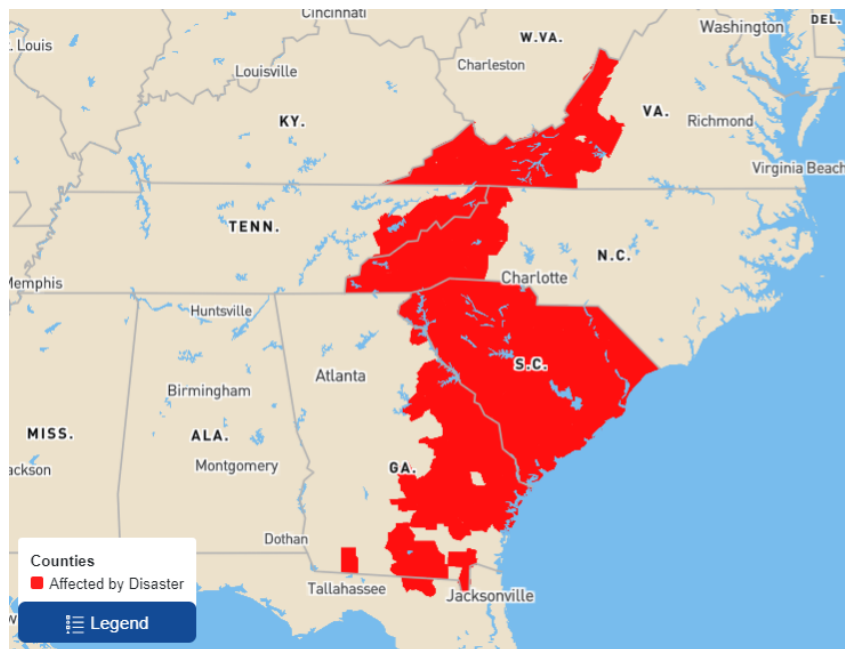 Cincinnati
Washington
DEL.
W.VA.
. Louis
Charleston
Louisville
KY.
VA.
Richmond
Virginia Beach
TENN.
N.C.
Charlotte
Memphis
Huntsville
Atlanta
S.C.
Birmingham
MISS.
ALA.
GA.
ackson
Montgomery
Dothan
Counties
Affected by Disaster
Tallahassee
Jacksonville
Legend